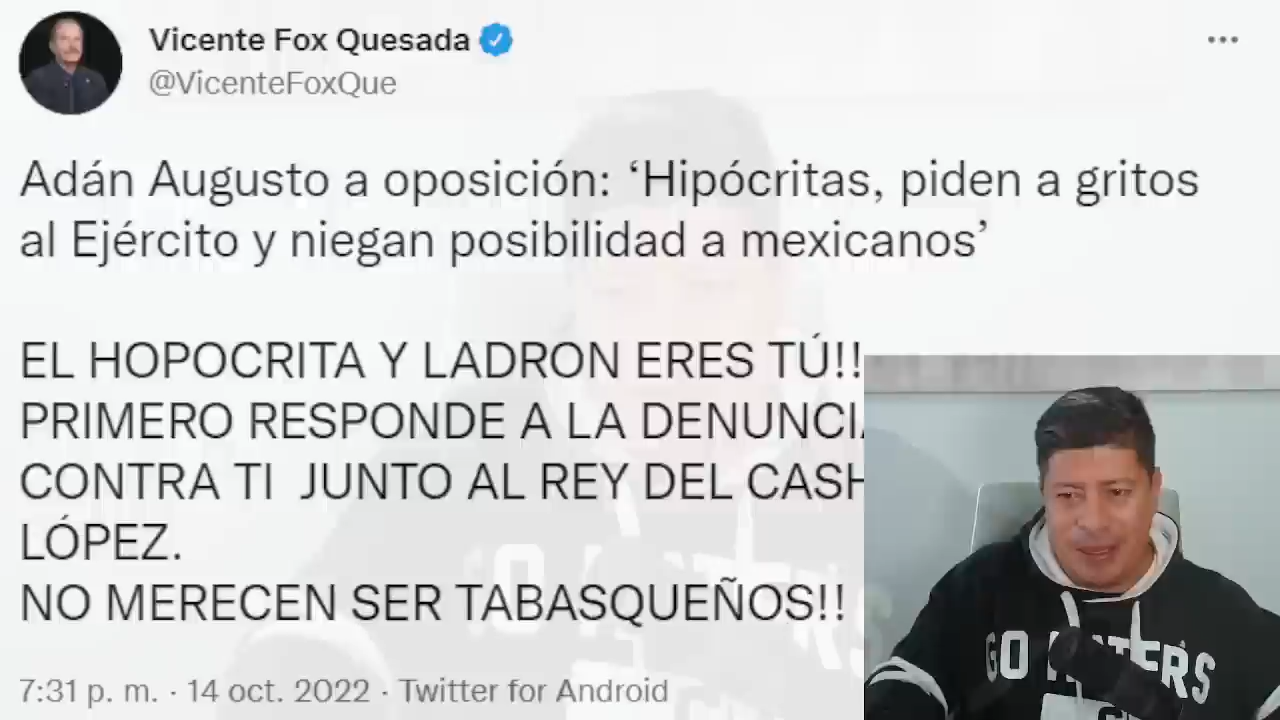 Vicente Fox Quesada
@VicenteFoxQue
Adán Augusto a oposición: ‘Hipócritas, piden a gritos
al Ejército y niegan posibilidad a mexicanos’
EL HOPOCRITA Y LADRON ERES TÚ!!
PRIMERO RESPONDE A LA DENUNCI
CONTRA TI JUNTO AL REY DEL CASH
LÓPEZ.
NO MERECEN SER TABASQUEÑOS!!
7:31 p. m. · 14 oct. 2022 · Twitter for Android
GO